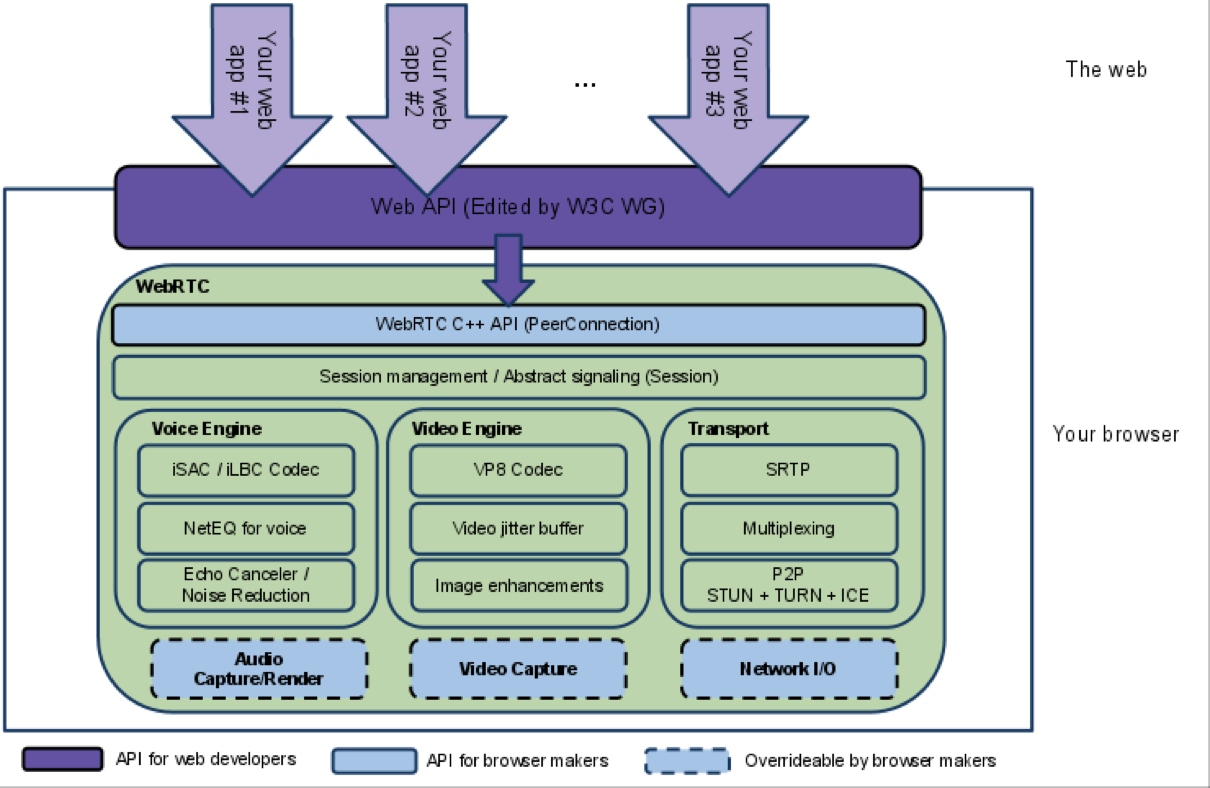 Your web
app #1
Your web
app #2
...
Your web
app #3
The web
Web API (Edited by W3C WG)
WebRTC
WebRTC C++ API (PeerConnection)
Session management / Abstract signaling (Session)
Your browser
Voice Engine
iSAC / iLBC Codec
NetEQ for voice
Echo Canceler /
Noise Reduction
Video Engine
VP8 Codec
Video jitter buffer
Image enhancements
Transport
SRTP
Multiplexing
P2P
STUN + TURN + ICE
Audio
Capture/Render
Video Capture
Network I/O
API for web developers
API for browser makers
Overrideable by browser makers